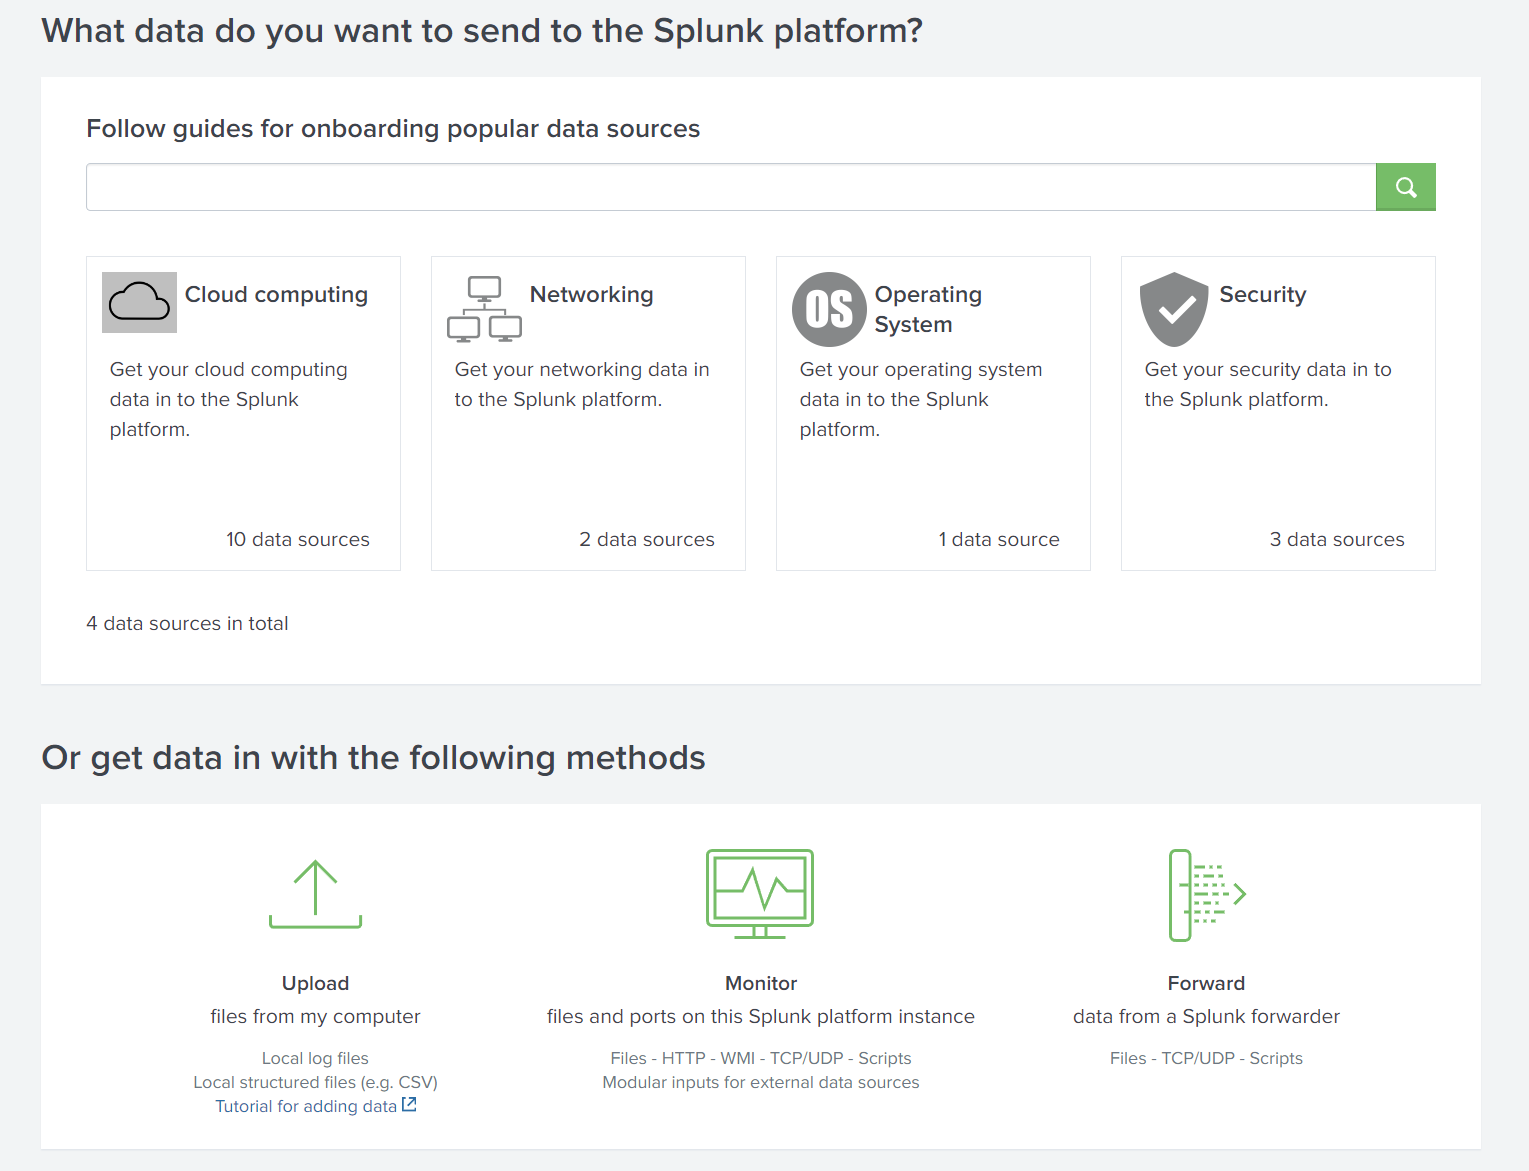 What data do you want to send to the Splunk platform?
Follow guides for onboarding popular data sources
Cloud computing
Get your cloud computing
data in to the Splunk
platform.
10 data sources
Networking
Get your networking data in
to the Splunk platform.
2 data sources
OS
Operating
System
Get your operating system
data in to the Splunk
platform.
1 data source
Security
Get your security data in to
the Splunk platform.
3 data sources
4 data sources in total
Or get data in with the following methods
Upload
files from my computer
Local log files
Local structured files (e.g. CSV)
Tutorial for adding data
Monitor
files and ports on this Splunk platform instance
Files - HTTP - WMI - TCP/UDP - Scripts
Modular inputs for external data sources
Forward
data from a Splunk forwarder
Files - TCP/UDP - Scripts